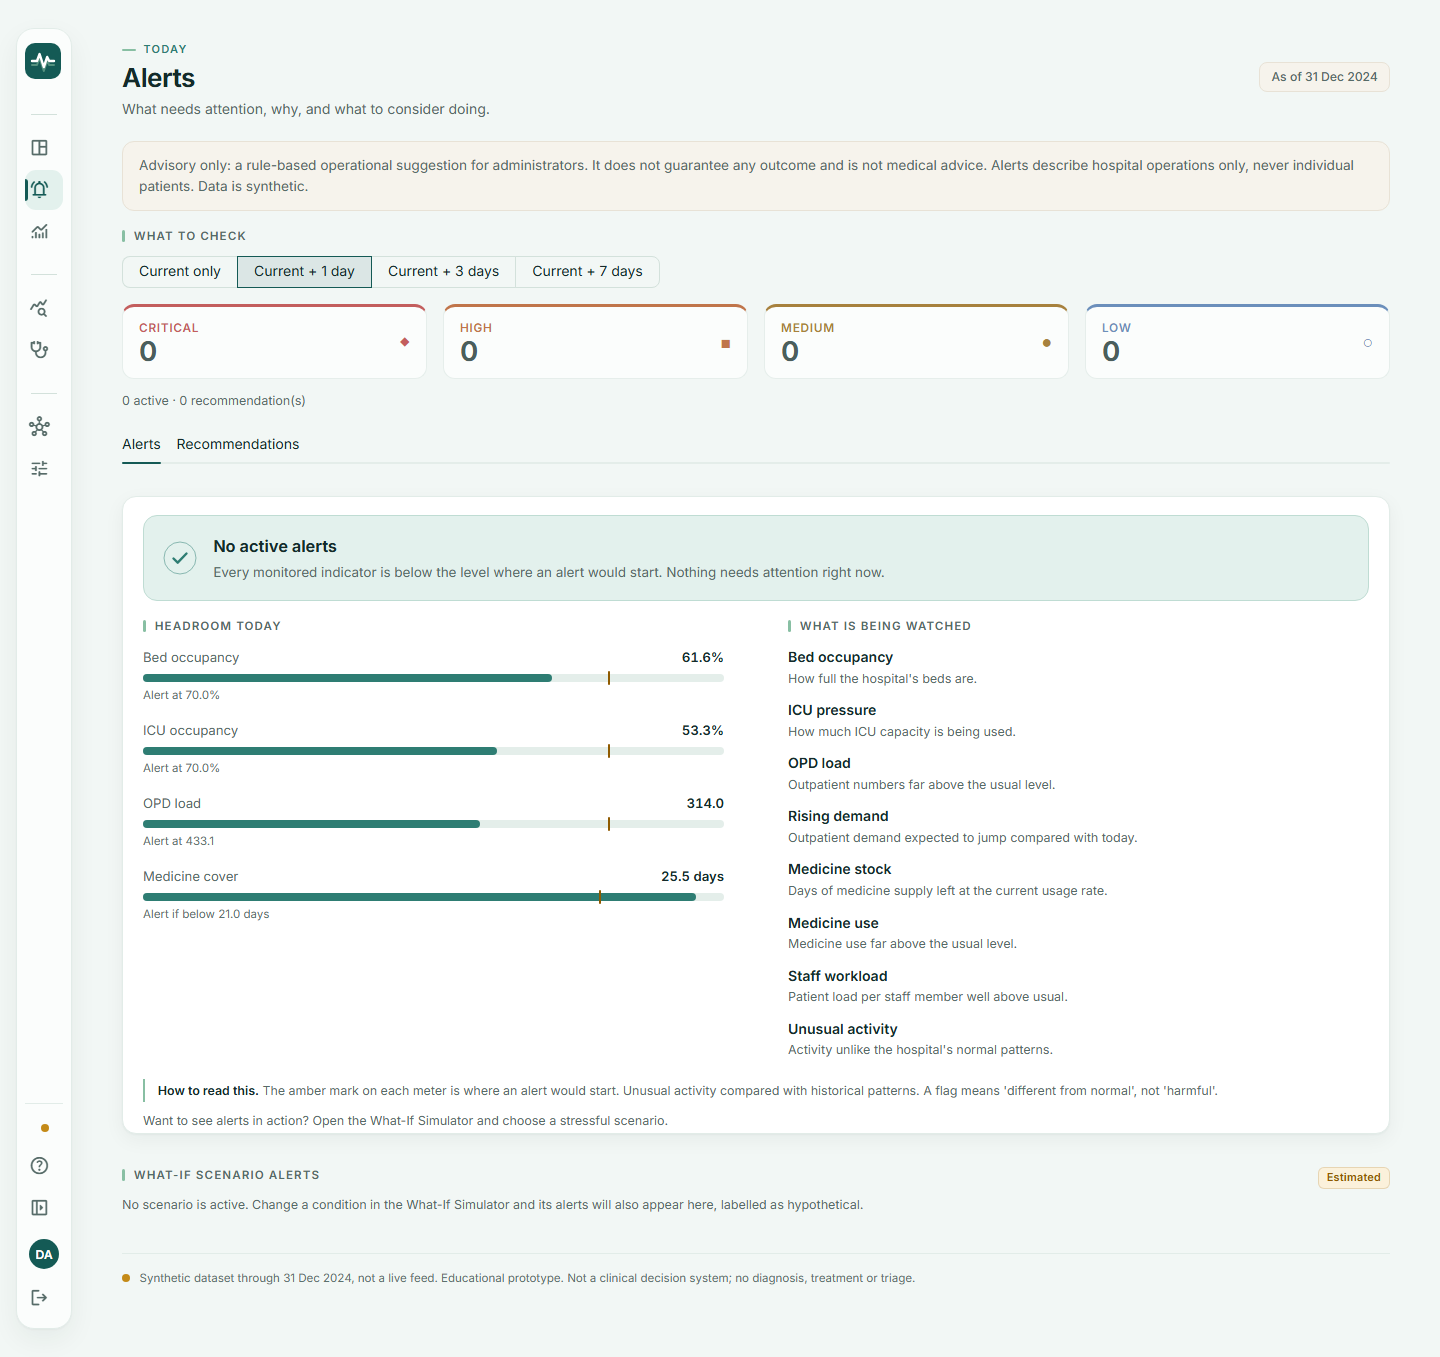 TODAY
Alerts
As of 31 Dec 2024
What needs attention, why, and what to consider doing.
Advisory only: a rule-based operational suggestion for administrators. It does not guarantee any outcome and is not medical advice. Alerts describe hospital operations only, never individual
patients. Data is synthetic.
WHAT TO CHECK
Current only
Current + 1 day
Current + 3 days
Current + 7 days
CRITICAL
0
HIGH
0
MEDIUM
0
LOW
0
0 active · 0 recommendation(s)
Alerts
Recommendations
No active alerts
Every monitored indicator is below the level where an alert would start. Nothing needs attention right now.
HEADROOM TODAY
Bed occupancy
61.6%
Alert at 70.0%
ICU occupancy
53.3%
Alert at 70.0%
OPD load
314.0
Alert at 433.1
Medicine cover
25.5 days
Alert if below 21.0 days
WHAT IS BEING WATCHED
Bed occupancy
How full the hospital's beds are.
ICU pressure
How much ICU capacity is being used.
OPD load
Outpatient numbers far above the usual level.
Rising demand
Outpatient demand expected to jump compared with today.
Medicine stock
Days of medicine supply left at the current usage rate.
Medicine use
Medicine use far above the usual level.
Staff workload
Patient load per staff member well above usual.
Unusual activity
Activity unlike the hospital's normal patterns.
How to read this. The amber mark on each meter is where an alert would start. Unusual activity compared with historical patterns. A flag means 'different from normal', not 'harmful'.
Want to see alerts in action? Open the What-If Simulator and choose a stressful scenario.
WHAT-IF SCENARIO ALERTS
Estimated
No scenario is active. Change a condition in the What-If Simulator and its alerts will also appear here, labelled as hypothetical.
DA
Synthetic dataset through 31 Dec 2024, not a live feed. Educational prototype. Not a clinical decision system; no diagnosis, treatment or triage.